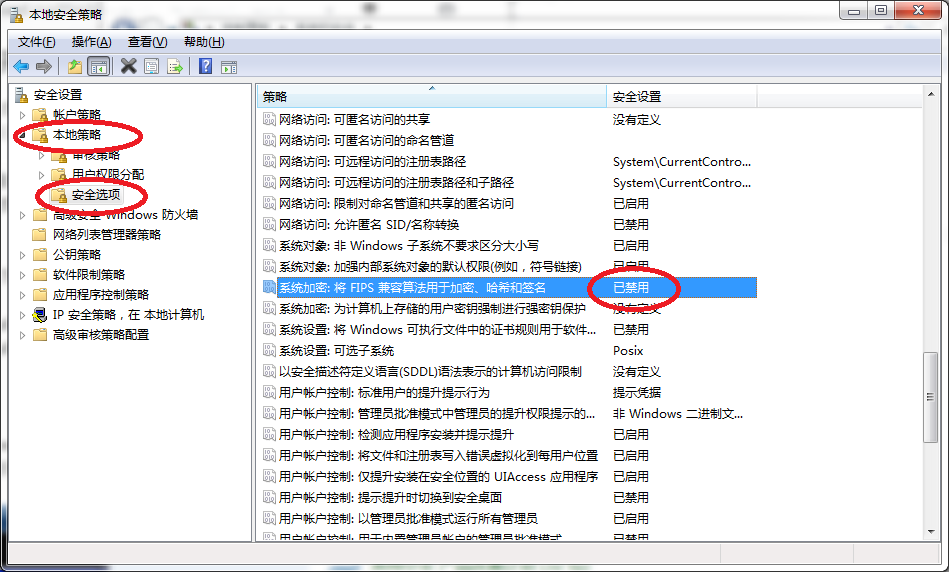 本地安全策略
文件(F) 操作(A) 查看(V) 帮助(H)
安全设置
帐户策略
本地策略
审核策略
用户权限分配
安全选项
高级安全 Windows 防火墙
网络列表管理器策略
公钥策略
软件限制策略
应用程序控制策略
IP 安全策略，在 本地计算机
高级审核策略配置
策略 安全设置
网络访问: 可匿名访问的共享 没有定义
网络访问: 可匿名访问的命名管道
网络访问: 可远程访问的注册表路径 System\CurrentContro...
网络访问: 可远程访问的注册表路径和子路径 System\CurrentContro...
网络访问: 限制对命名管道和共享的匿名访问 已启用
网络访问: 允许匿名 SID/名称转换 已禁用
系统对象: 非 Windows 子系统不要求区分大小写 已启用
系统对象: 加强内部系统对象的默认权限(例如，符号链接) 已启用
系统加密: 将 FIPS 兼容算法用于加密、哈希和签名 已禁用
系统加密: 为计算机上存储的用户密钥强制进行强密钥保护 没有定义
系统设置: 将 Windows 可执行文件中的证书规则用于软件... 已禁用
系统设置: 可选子系统 Posix
以安全描述符定义语言(SDDL)语法表示的计算机访问限制 没有定义
用户帐户控制: 标准用户的提升提示行为 提示凭据
用户帐户控制: 管理员批准模式中管理员的提升权限提示的... 非 Windows 二进制文...
用户帐户控制: 检测应用程序安装并提示提升 已启用
用户帐户控制: 将文件和注册表写入错误虚拟化到每用户位置 已启用
用户帐户控制: 仅提升安装在安全位置的 UIAccess 应用程序 已启用
用户帐户控制: 提示提升时切换到安全桌面 已禁用
用户帐户控制: 以管理员批准模式运行所有管理员 已启用
用户帐户控制: 用于内置管理员帐户的管理员批准模式 已禁用